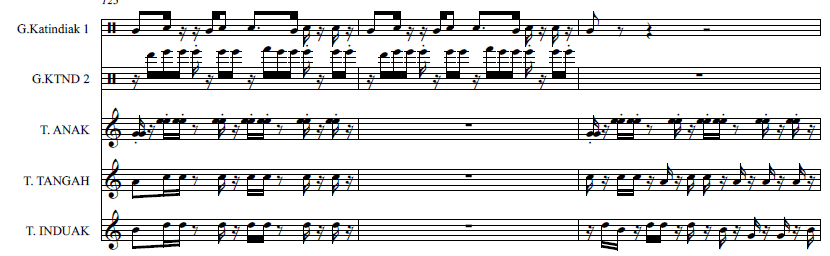 G.Katindiak 1
G.KTND 2
T. ANAK
T. TANGAH
T. INDUAK